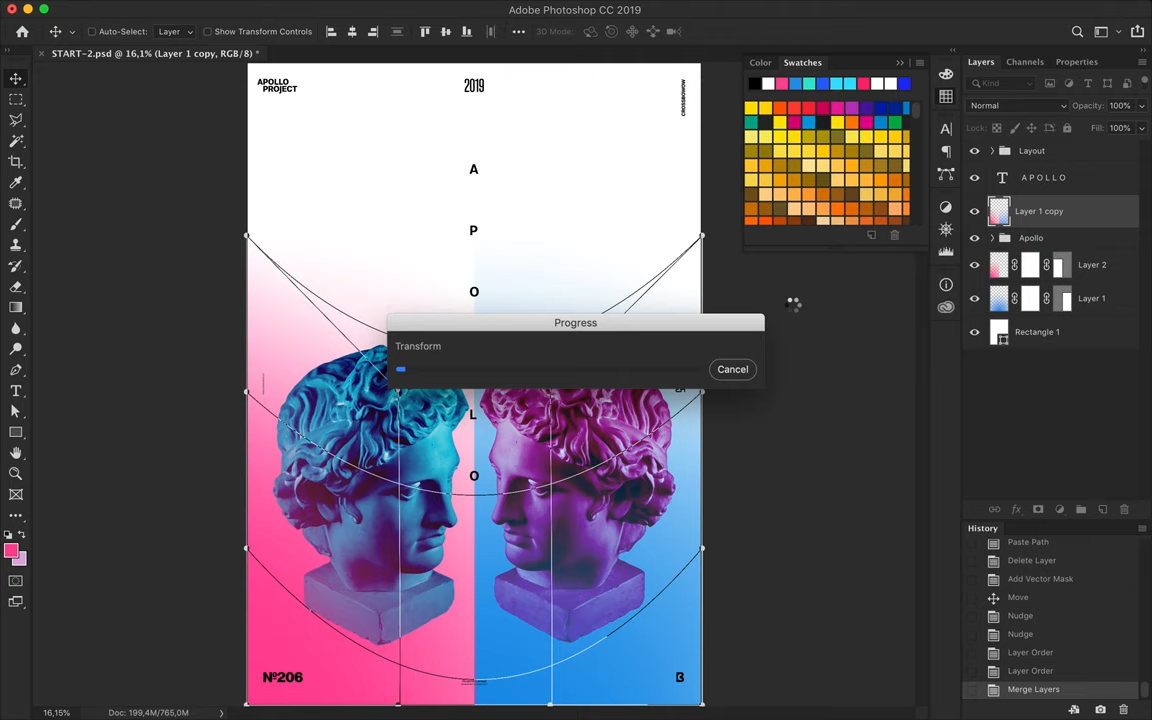 Adobe Photoshop CC 2019
Auto-Select: Layer Show Transform Controls 3D Mode:
START-2.psd @ 16,1% (Layer 1 copy, RGB/8) *
APOLLO
PROJECT
2019
CROSSBOWOW
A
P
O
L
O
Nº206
B
Progress
Transform
Cancel
Color Swatches
Layers Channels Properties
Kind
Normal Opacity: 100%
Lock: Fill: 100%
Layout
A P O L L O
Layer 1 copy
Apollo
Layer 2
Layer 1
Rectangle 1
fx
History
Paste Path
Delete Layer
Add Vector Mask
Move
Nudge
Nudge
Layer Order
Layer Order
Merge Layers
16,15% Doc: 199,4M/765,0M